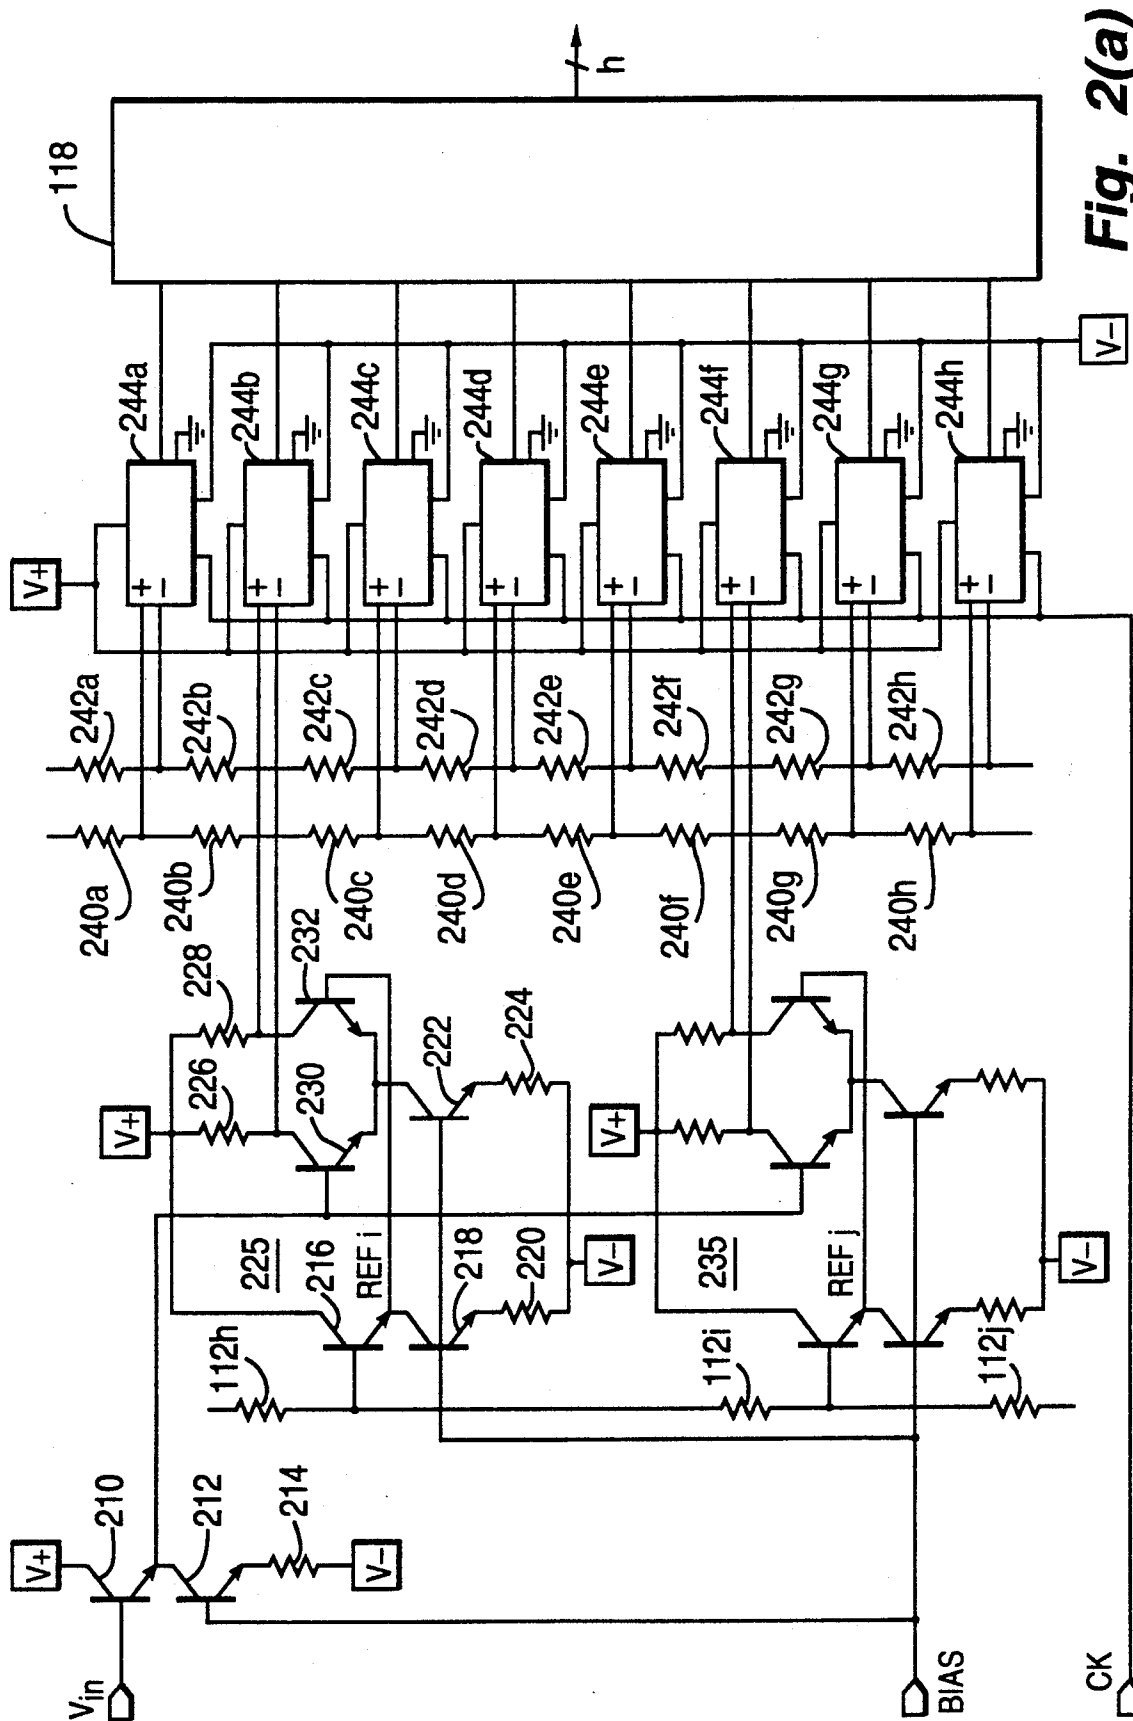 118
h
244a
244b
244c
244d
244e
244f
244g
244h
V+
V-
+ -
+ -
+ -
+ -
+ -
+ -
+ -
+ -
242a
242b
242c
242d
242e
242f
242g
242h
240a
240b
240c
240d
240e
240f
240g
240h
V+
228
226
232
230
222
224
225
216
REF i
218
220
V-
V+
235
REF j
V-
112h
112i
112j
V+
210
212
214
V-
Vin
BIAS
CK
Fig. 2(a)